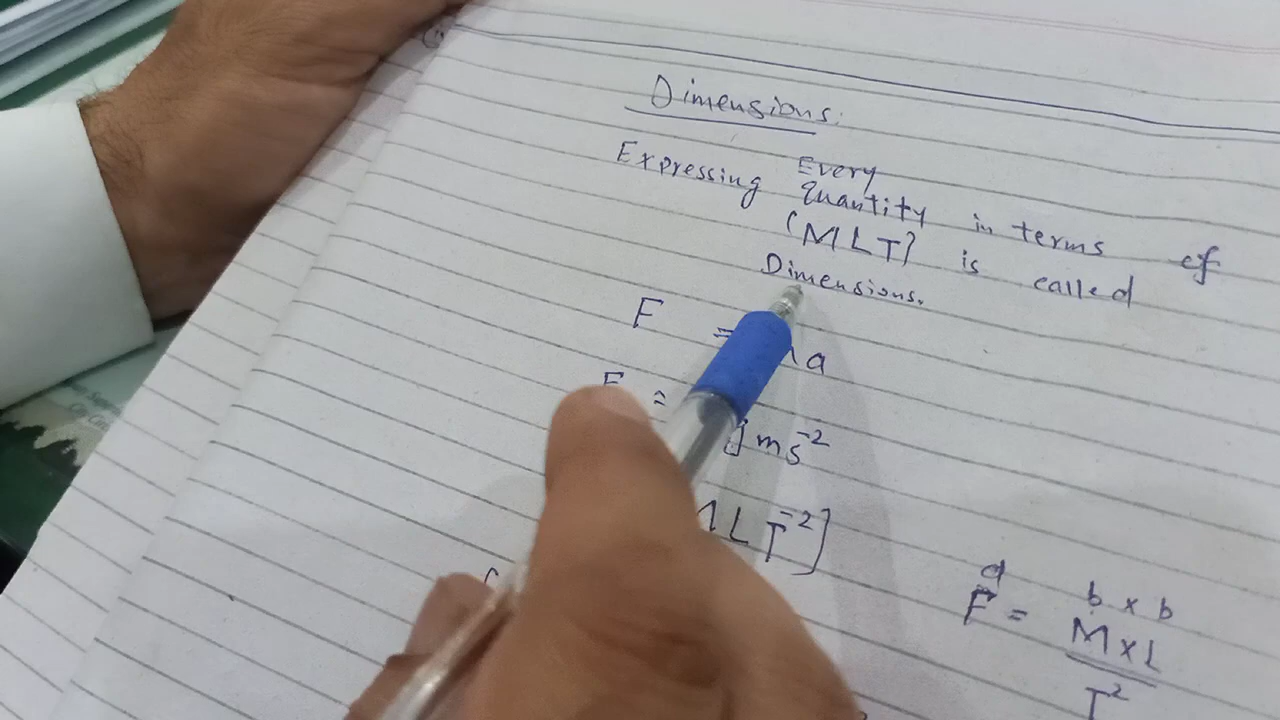 Dimensions.
Expressing Every quantity in terms of
(MLT) is called
Dimensions.
F = a
F =
] ms⁻²
LT⁻²]
d b x b
F = M x L
T²